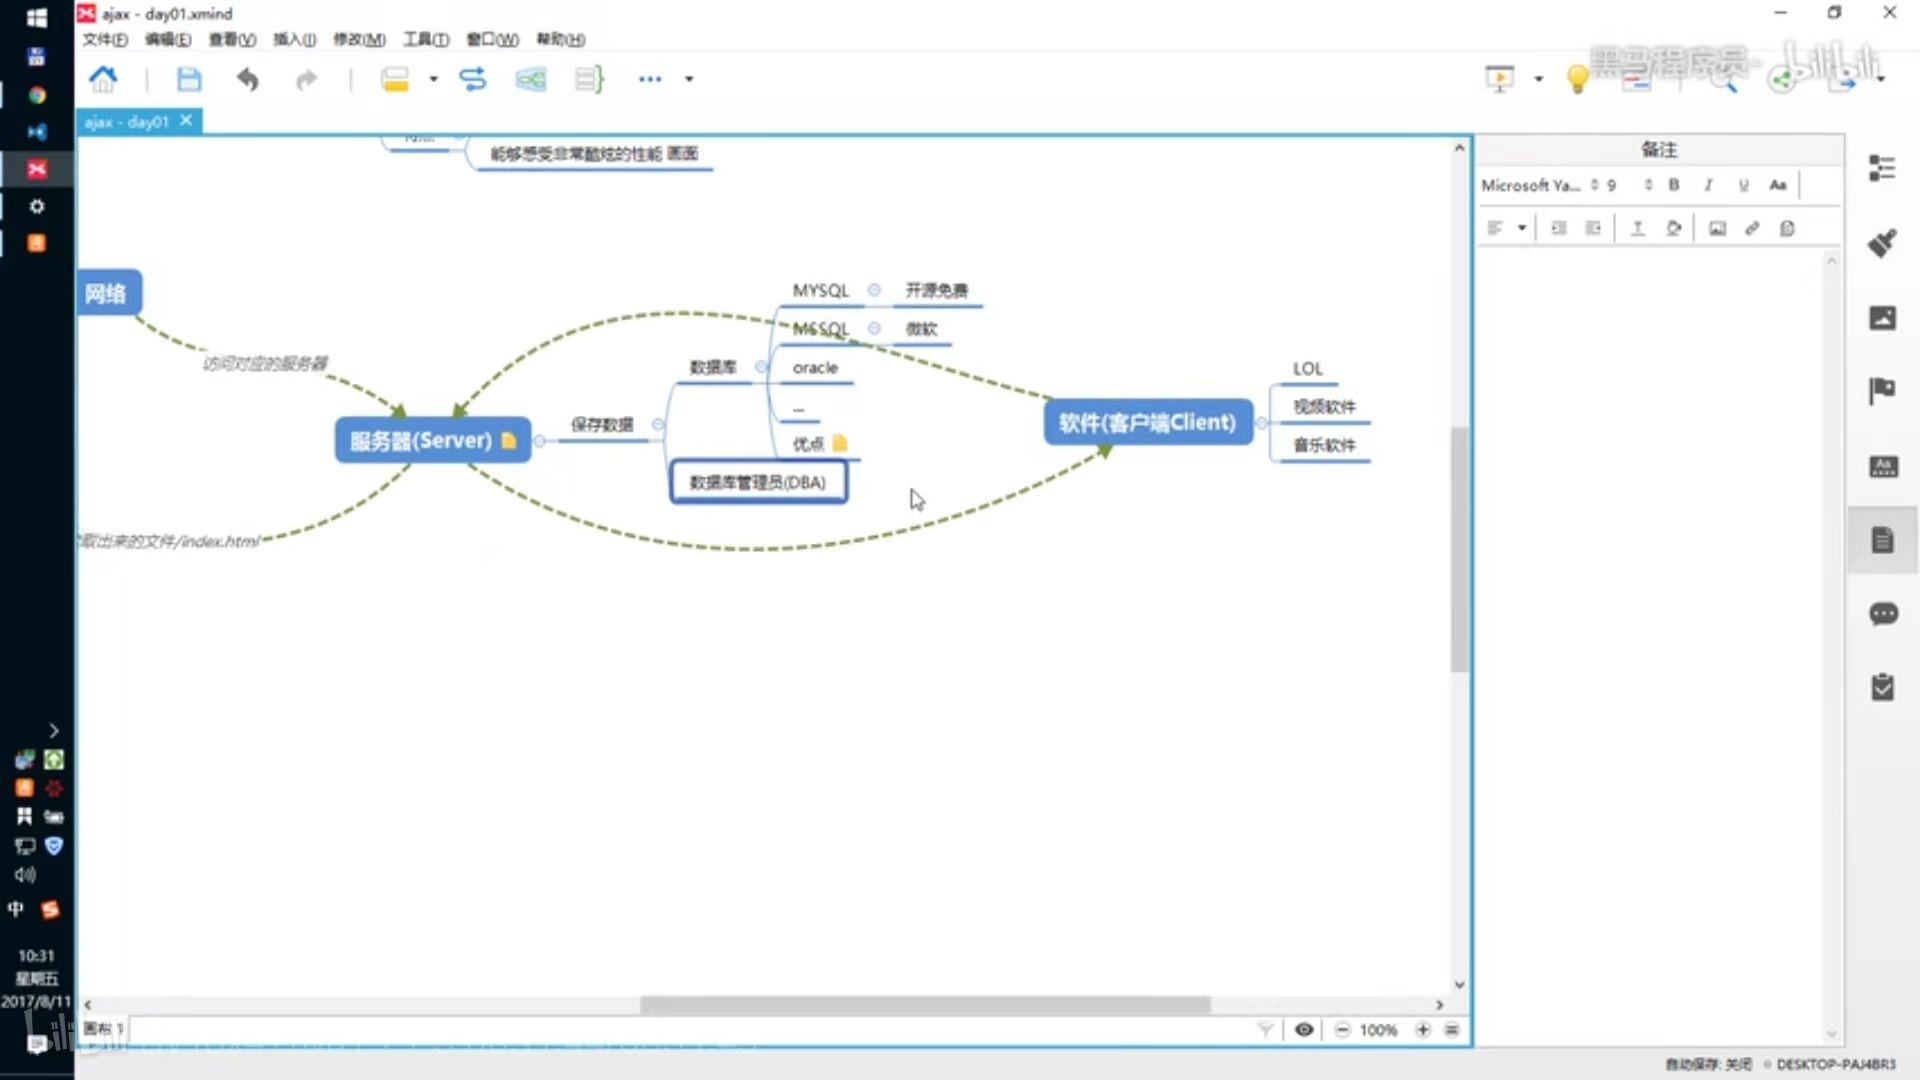 ajax - day01.xmind
文件(F) 编辑(E) 查看(V) 插入(I) 修改(M) 工具(T) 窗口(W) 帮助(H)
黑马程序员 bilibili
ajax - day01
备注
Microsoft Ya... 9 B I U Aa
能够感受非常酷炫的性能 画面
网络
访问对应的服务器
MYSQL 开源免费
MSSQL 微软
数据库
oracle
...
优点
服务器(Server)
保存数据
数据库管理员(DBA)
软件(客户端Client)
LOL
视频软件
音乐软件
取出来的文件/index.html
中
10:31
星期五
2017/8/11
bilibili
画布 1
100%
自动保存: 关闭 DESKTOP-PAJ4BR3